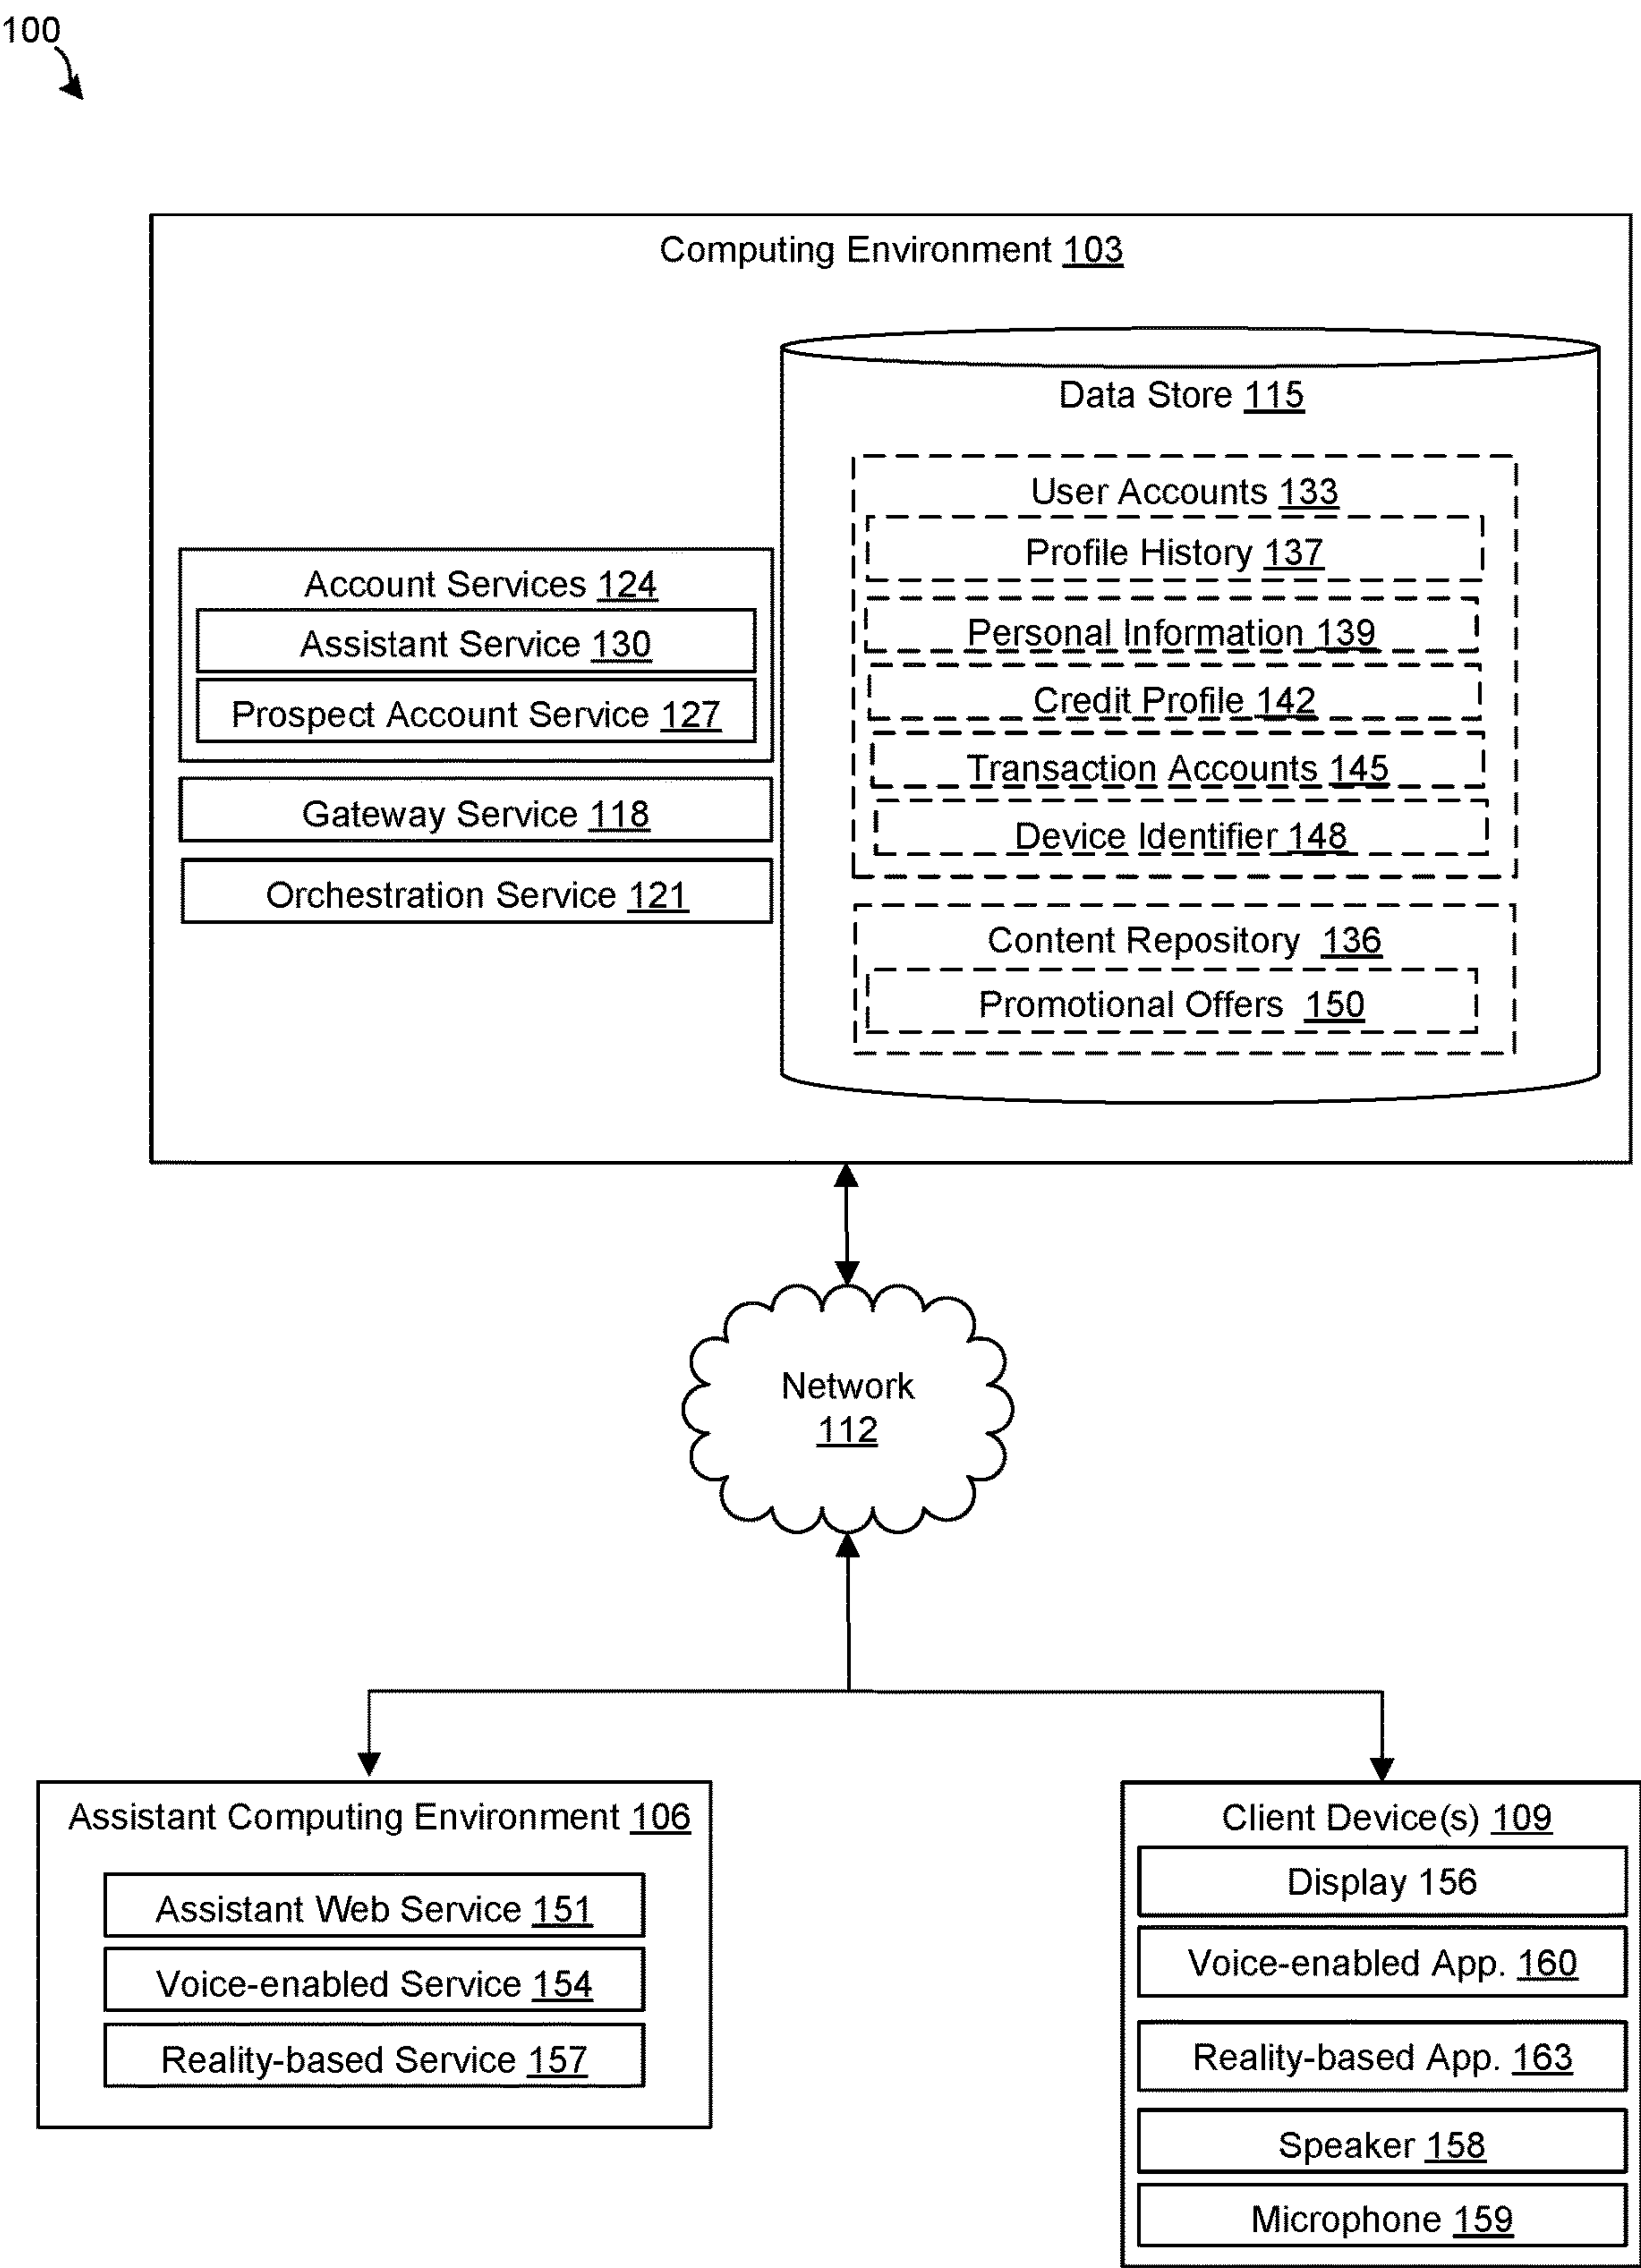 100
Computing Environment 103
Data Store 115
User Accounts 133
Profile History 137
Personal Information 139
Credit Profile 142
Transaction Accounts 145
Device Identifier 148
Content Repository 136
Promotional Offers 150
Account Services 124
Assistant Service 130
Prospect Account Service 127
Gateway Service 118
Orchestration Service 121
Network
112
Assistant Computing Environment 106
Assistant Web Service 151
Voice-enabled Service 154
Reality-based Service 157
Client Device(s) 109
Display 156
Voice-enabled App. 160
Reality-based App. 163
Speaker 158
Microphone 159